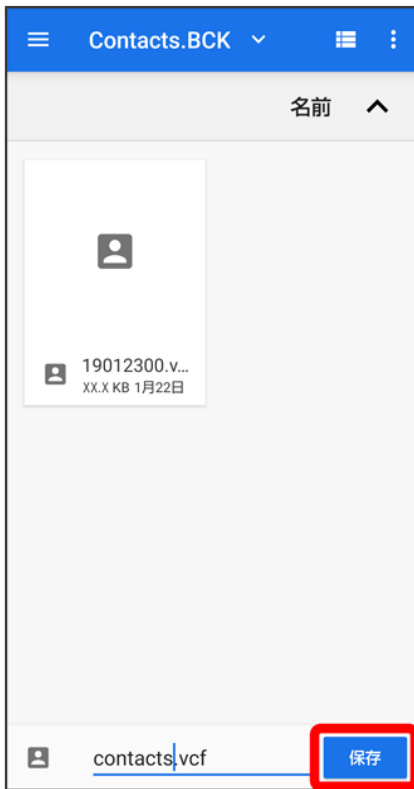 Contacts.BCK
名前
19012300.v...
XX.X KB 1月22日
contacts.vcf
保存